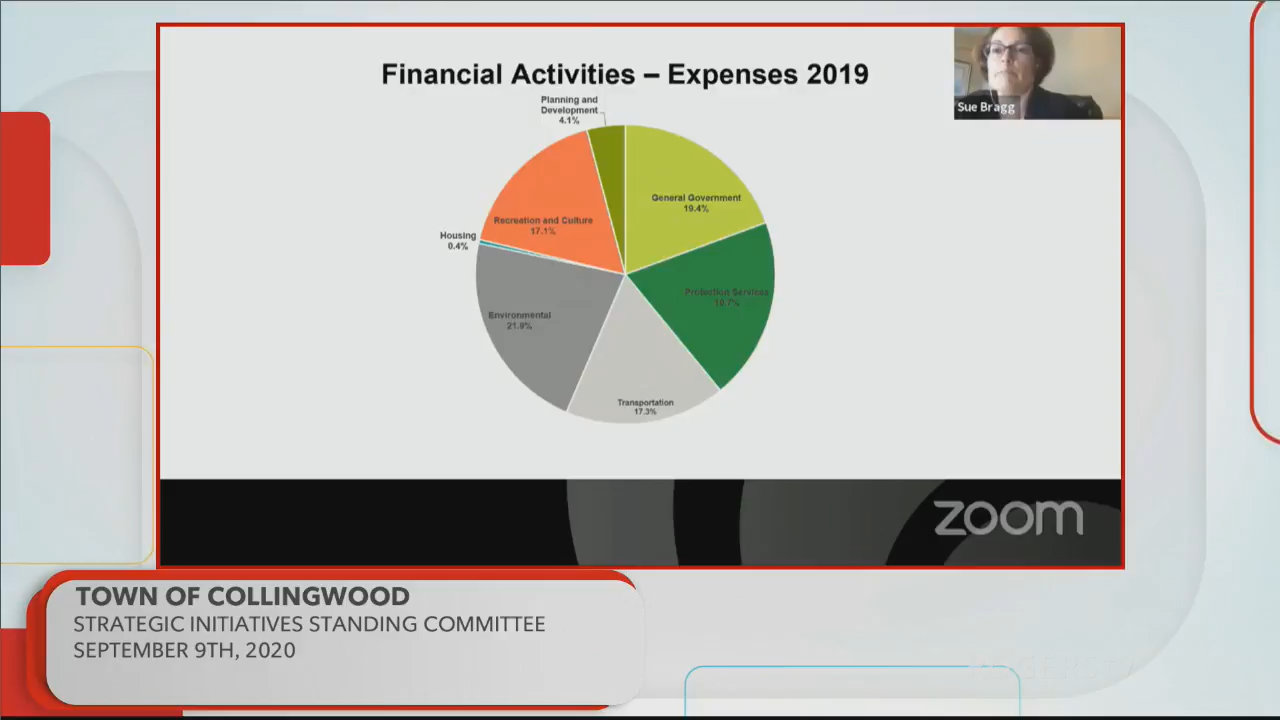 Financial Activities – Expenses 2019
Sue Bragg
Planning and
Development
4.1%
General Government
19.4%
Recreation and Culture
17.1%
Housing
0.4%
Protection Services
19.7%
Environmental
21.9%
Transportation
17.3%
zoom
TOWN OF COLLINGWOOD
STRATEGIC INITIATIVES STANDING COMMITTEE
SEPTEMBER 9TH, 2020